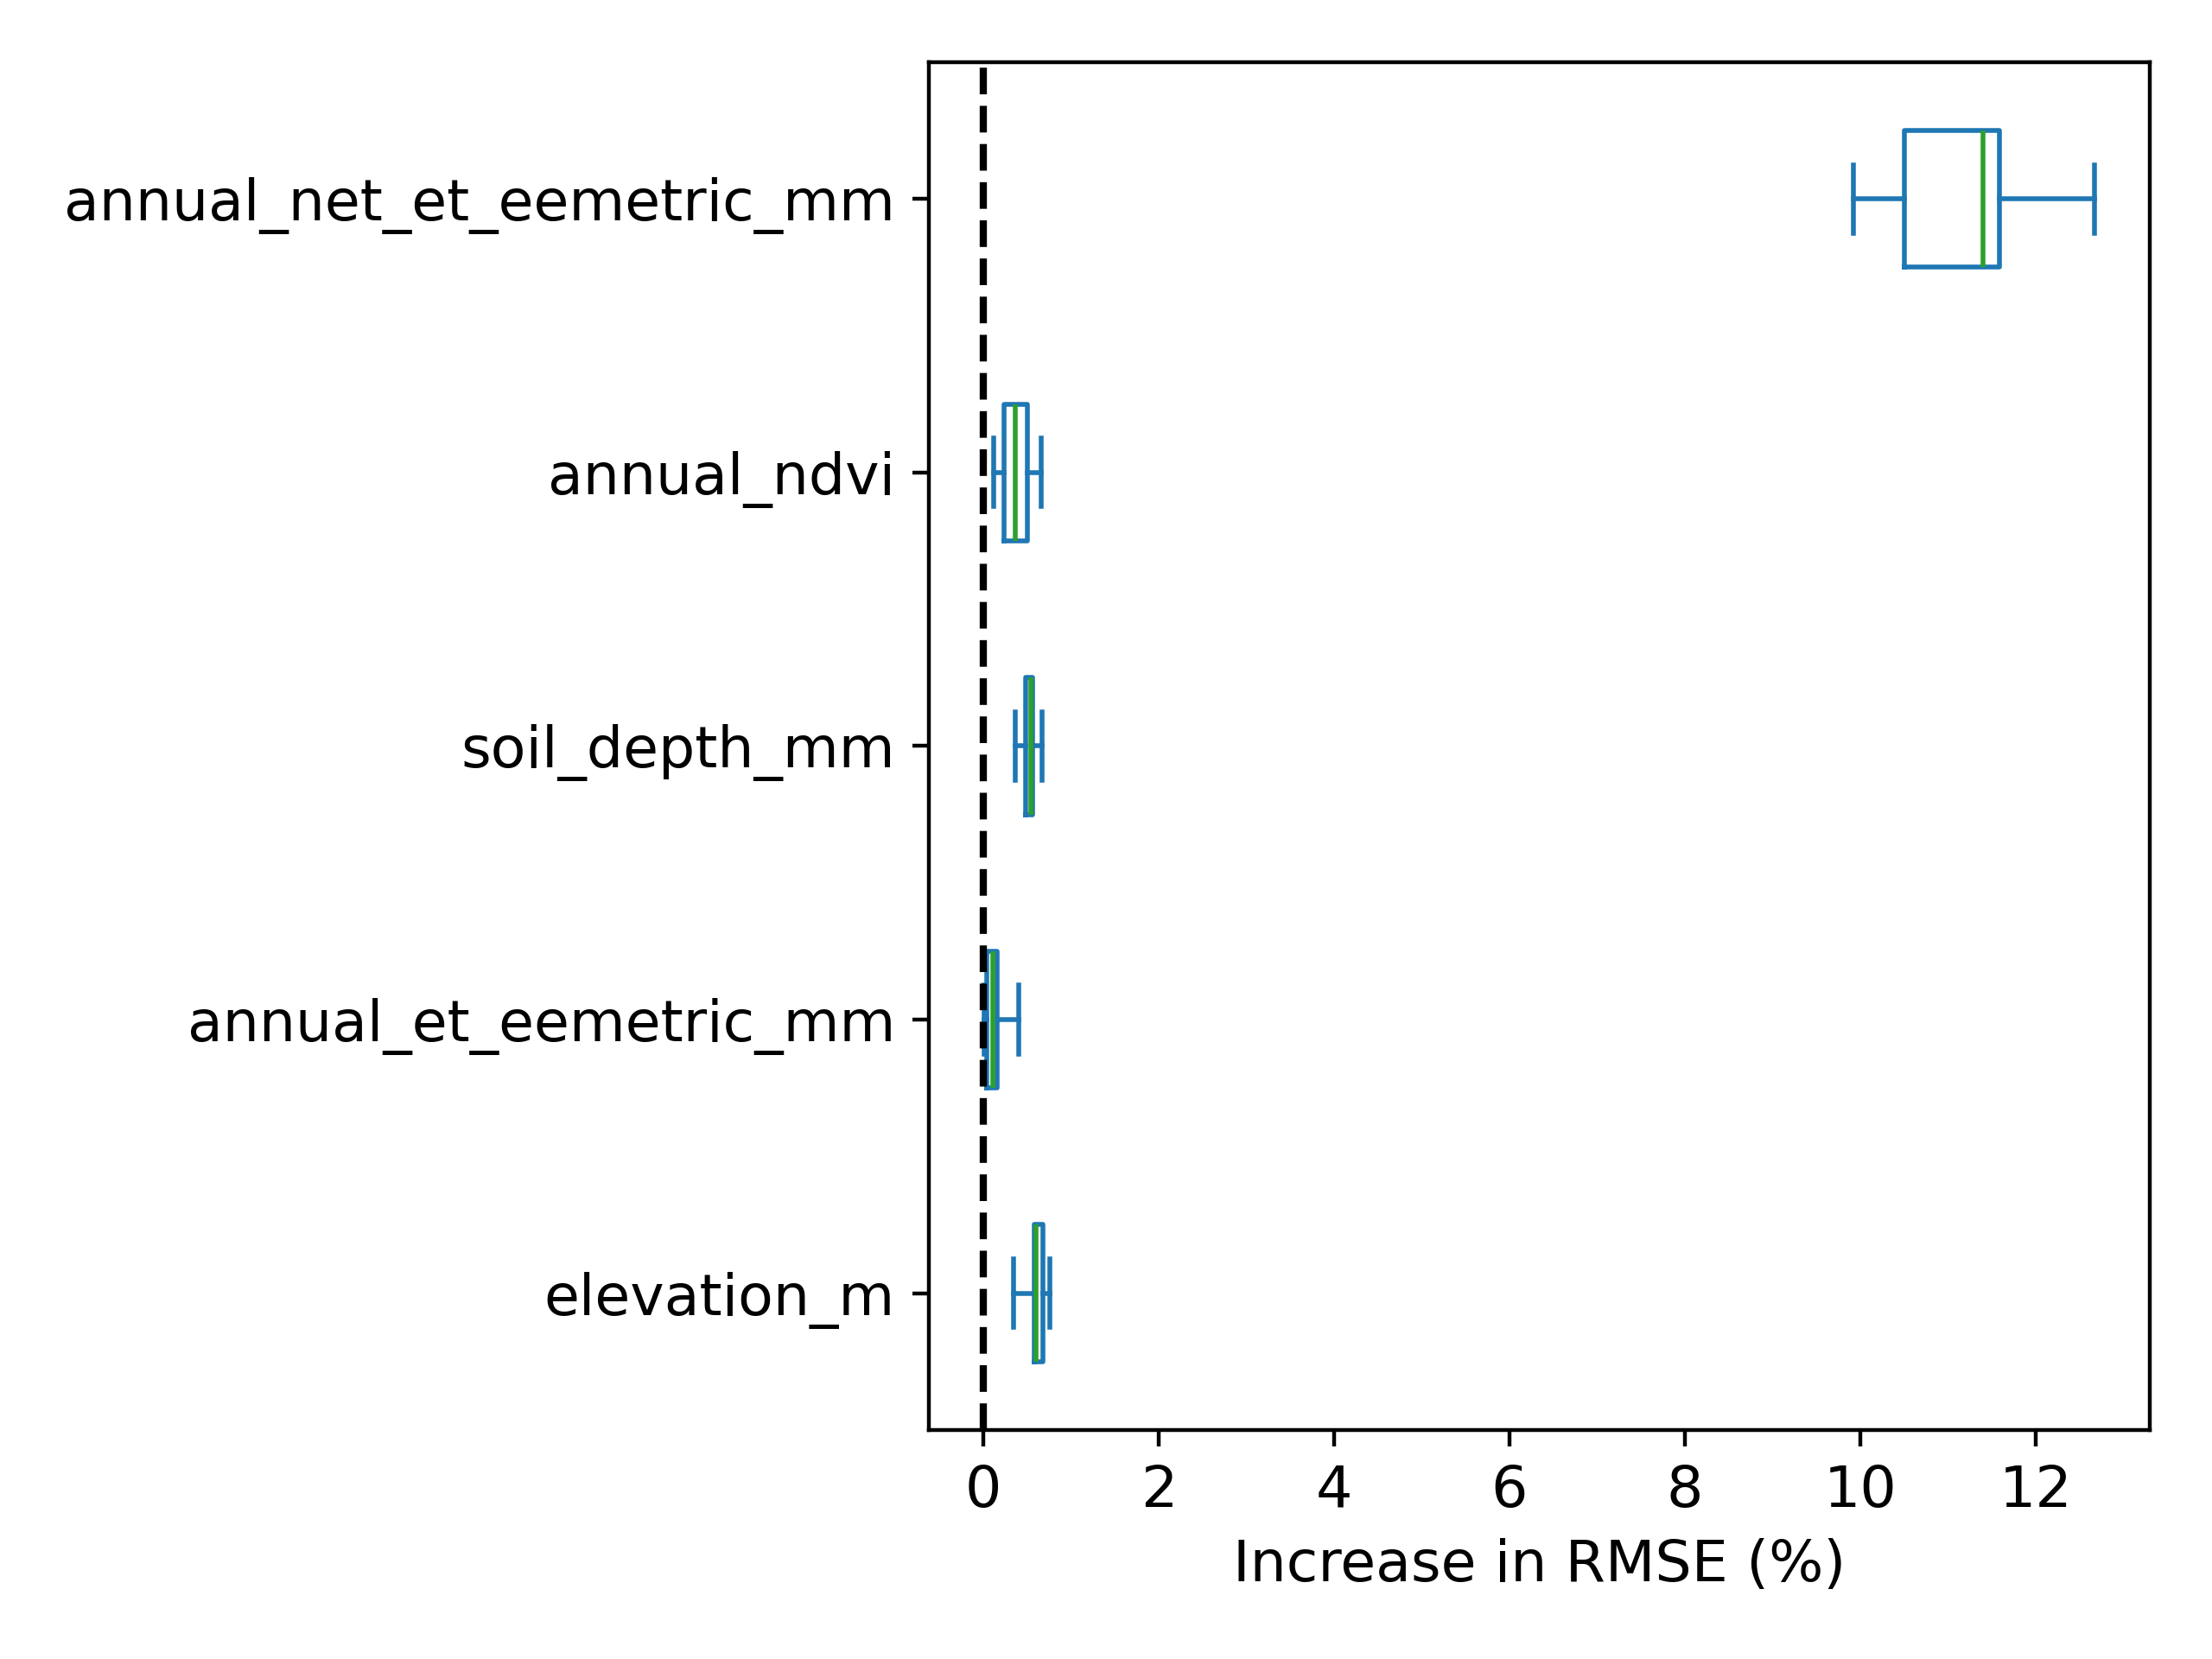 annual_net_et_eemetric_mm
annual_ndvi
soil_depth_mm
annual_et_eemetric_mm
elevation_m
0 2 4 6 8 10 12
Increase in RMSE (%)